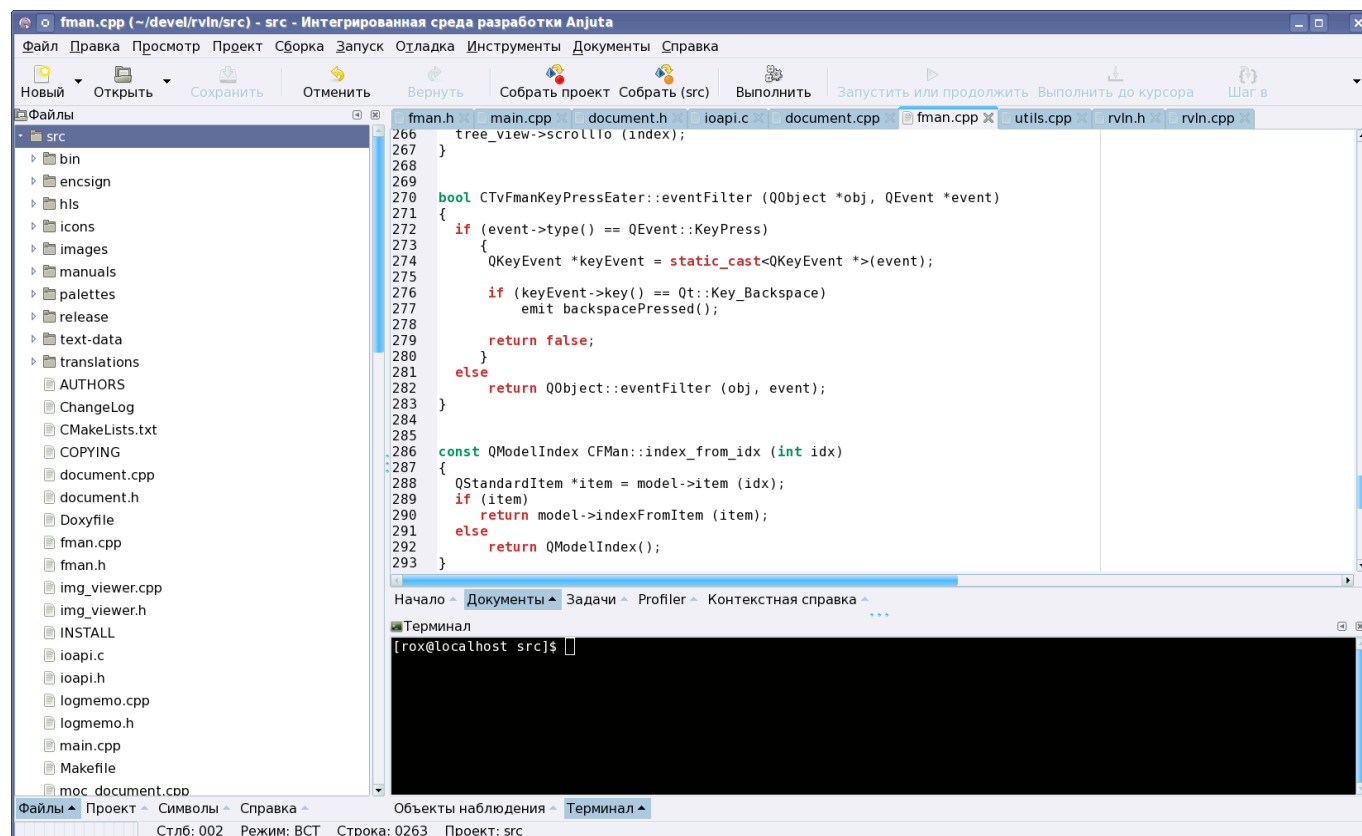 fman.cpp (~/devel/rvln/src) - src - Интегрированная среда разработки Anjuta
Файл Правка Просмотр Проект Сборка Запуск Отладка Инструменты Документы Справка
Новый Открыть Сохранить Отменить Вернуть Собрать проект Собрать (src) Выполнить Запустить или продолжить Выполнить до курсора Шаг в
Файлы
src
bin
encsign
hls
icons
images
manuals
palettes
release
text-data
translations
AUTHORS
ChangeLog
CMakeLists.txt
COPYING
document.cpp
document.h
Doxyfile
fman.cpp
fman.h
img_viewer.cpp
img_viewer.h
INSTALL
ioapi.c
ioapi.h
logmemo.cpp
logmemo.h
main.cpp
Makefile
moc_document.cpp
Файлы Проект Символы Справка
fman.h main.cpp document.h ioapi.c document.cpp fman.cpp utils.cpp rvln.h rvln.cpp
266 tree_view->scrollTo (index);
267 }
268
269
270 bool CTvFmanKeyPressEater::eventFilter (QObject *obj, QEvent *event)
271 {
272 if (event->type() == QEvent::KeyPress)
273 {
274 QKeyEvent *keyEvent = static_cast<QKeyEvent *>(event);
275
276 if (keyEvent->key() == Qt::Key_Backspace)
277 emit backspacePressed();
278
279 return false;
280 }
281 else
282 return QObject::eventFilter (obj, event);
283 }
284
285
286 const QModelIndex CFMan::index_from_idx (int idx)
287 {
288 QStandardItem *item = model->item (idx);
289 if (item)
290 return model->indexFromItem (item);
291 else
292 return QModelIndex();
293 }
Начало Документы Задачи Profiler Контекстная справка
Терминал
[rox@localhost src]$
Объекты наблюдения Терминал
Стлб: 002 Режим: ВСТ Строка: 0263 Проект: src